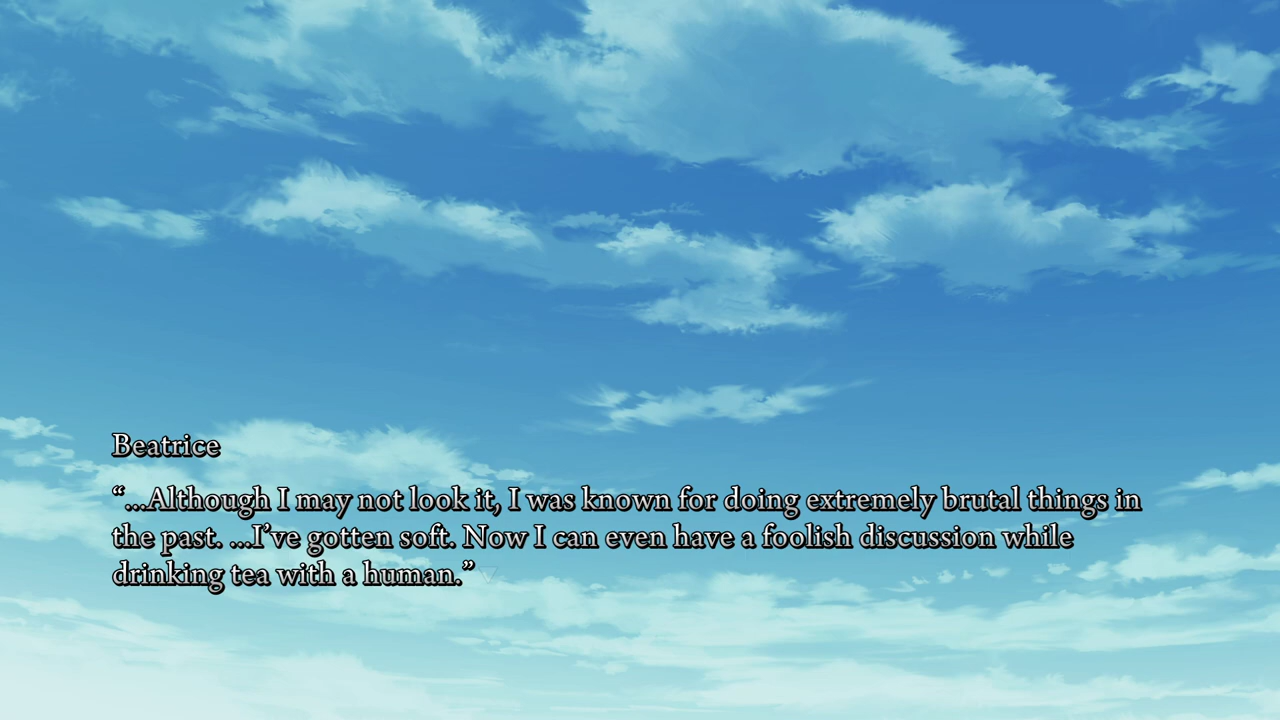 Beatrice
“…Although I may not look it, I was known for doing extremely brutal things in
the past. …I’ve gotten soft. Now I can even have a foolish discussion while
drinking tea with a human.”